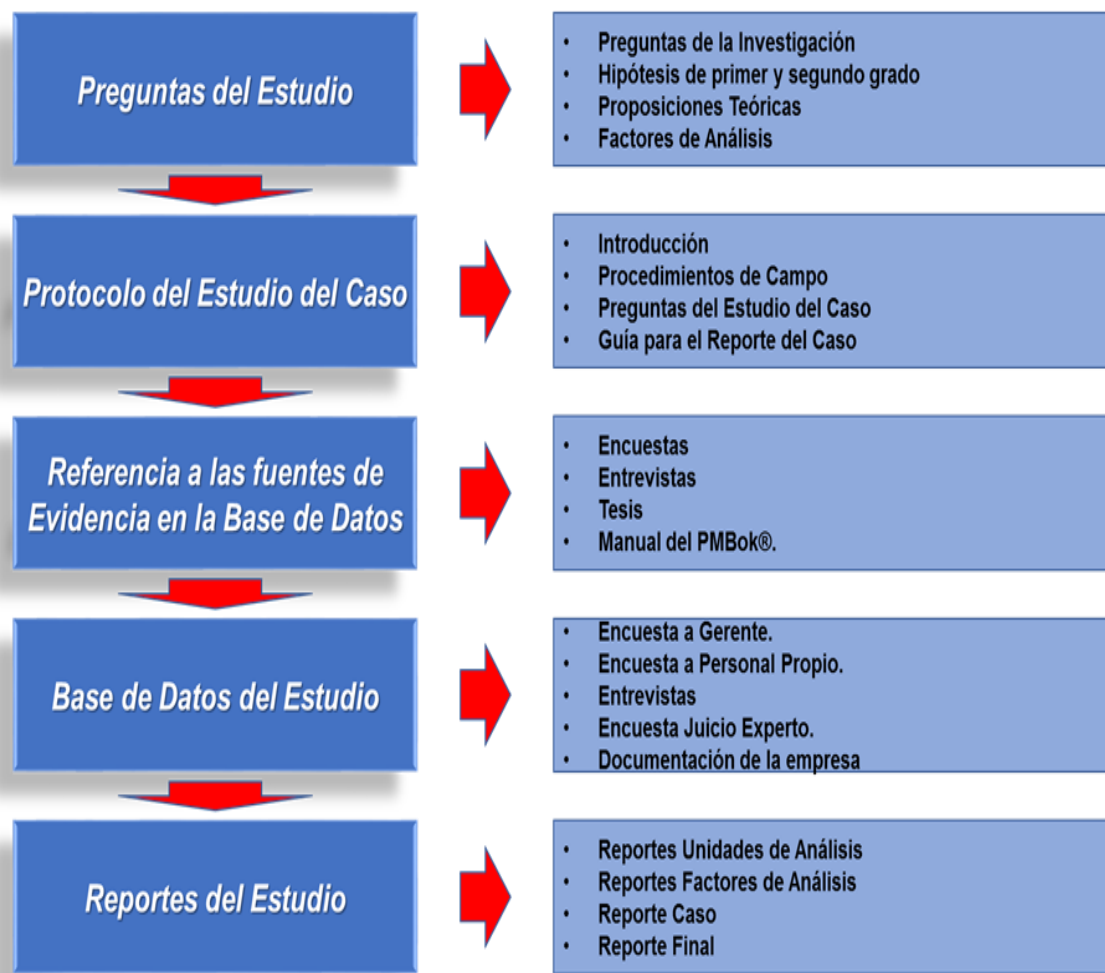 Preguntas del Estudio
• Preguntas de la Investigación
• Hipótesis de primer y segundo grado
• Proposiciones Teóricas
• Factores de Análisis
Protocolo del Estudio del Caso
• Introducción
• Procedimientos de Campo
• Preguntas del Estudio del Caso
• Guía para el Reporte del Caso
Referencia a las fuentes de
Evidencia en la Base de Datos
• Encuestas
• Entrevistas
• Tesis
• Manual del PMBok®.
Base de Datos del Estudio
• Encuesta a Gerente.
• Encuesta a Personal Propio.
• Entrevistas
• Encuesta Juicio Experto.
• Documentación de la empresa
Reportes del Estudio
• Reportes Unidades de Análisis
• Reportes Factores de Análisis
• Reporte Caso
• Reporte Final